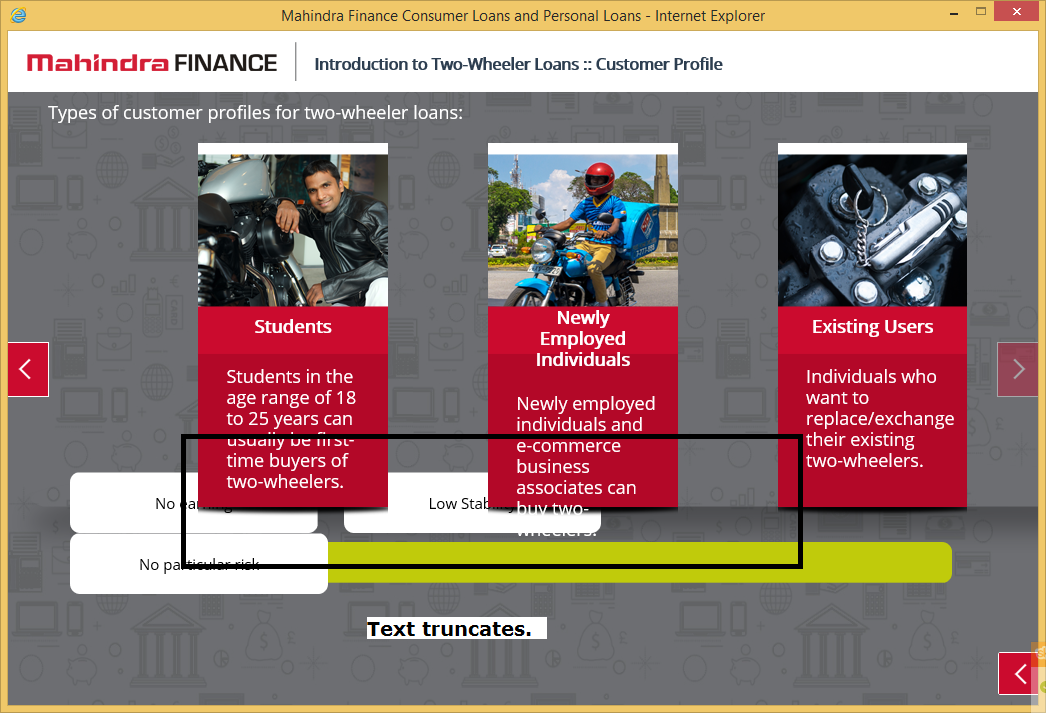 Mahindra Finance Consumer Loans and Personal Loans - Internet Explorer
Mahindra FINANCE
Introduction to Two-Wheeler Loans :: Customer Profile
Types of customer profiles for two-wheeler loans:
Students
Students in the
age range of 18
to 25 years can
usually be first-
time buyers of
two-wheelers.
Newly
Employed
Individuals
Newly employed
individuals and
e-commerce
business
associates can
buy two-
wheelers.
Existing Users
Individuals who
want to
replace/exchange
their existing
two-wheelers.
No
Low
No particular risk
Text truncates.